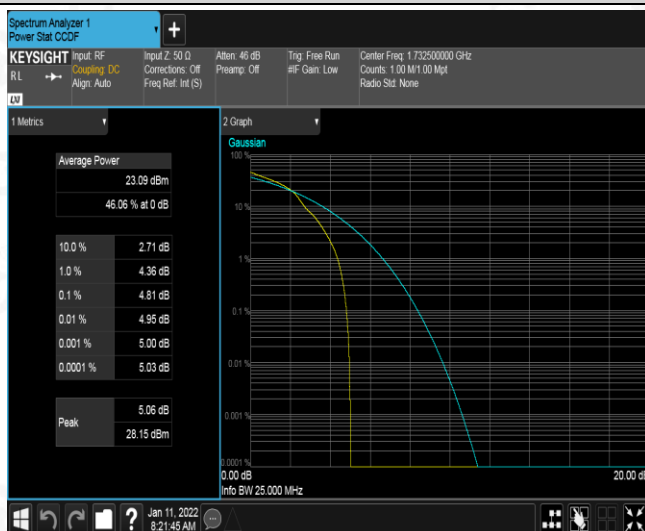 Spectrum Analyzer 1
Power Stat CCDF
+
KEYSIGHT
RL
LXI
Input: RF
Coupling: DC
Align: Auto
Input Z: 50 Ω
Corrections: Off
Freq Ref: Int (S)
Atten: 46 dB
Preamp: Off
Trig: Free Run
#IF Gain: Low
Center Freq: 1.732500000 GHz
Counts: 1.00 M/1.00 Mpt
Radio Std: None
1 Metrics
Average Power
23.09 dBm
46.06 % at 0 dB
10.0 % 2.71 dB
1.0 % 4.36 dB
0.1 % 4.81 dB
0.01 % 4.95 dB
0.001 % 5.00 dB
0.0001 % 5.03 dB
Peak
5.06 dB
28.15 dBm
2 Graph
Gaussian
100 %
10 %
1 %
0.1 %
0.01 %
0.001 %
0.0001 %
0.00 dB
20.00 d
Info BW 25.000 MHz
?
Jan 11, 2022
8:21:45 AM